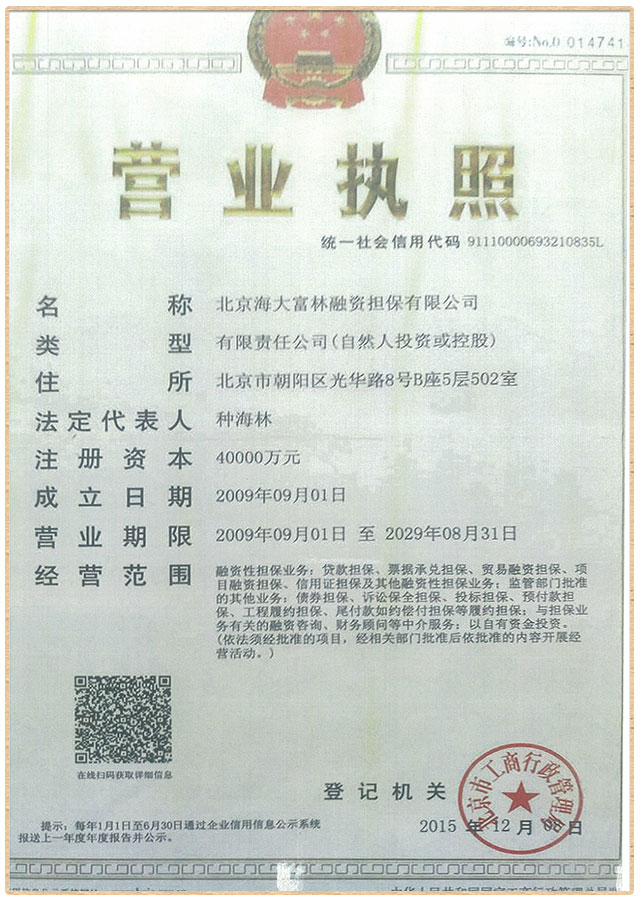 编号:No.0 014741
营业执照
统一社会信用代码 91110000693210835L
名称 北京海大富林融资担保有限公司
类型 有限责任公司(自然人投资或控股)
住所 北京市朝阳区光华路8号B座5层502室
法定代表人 种海林
注册资本 40000万元
成立日期 2009年09月01日
营业期限 2009年09月01日 至 2029年08月31日
经营范围 融资性担保业务：贷款担保、票据承兑担保、贸易融资担保、项
目融资担保、信用证担保及其他融资性担保业务；监管部门批准
的其他业务：债券担保、诉讼保全担保、投标担保、预付款担
保、工程履约担保、尾付款如约偿付担保等履约担保；与担保业
务有关的融资咨询、财务顾问等中介服务；以自有资金投资。
(依法须经批准的项目，经相关部门批准后依批准的内容开展经
营活动。)
在线扫码获取详细信息
登记机关
北京市工商行政管理局
2015 年 12 月 08 日
提示：每年1月1日至6月30日通过企业信用信息公示系统
报送上一年度年度报告并公示。